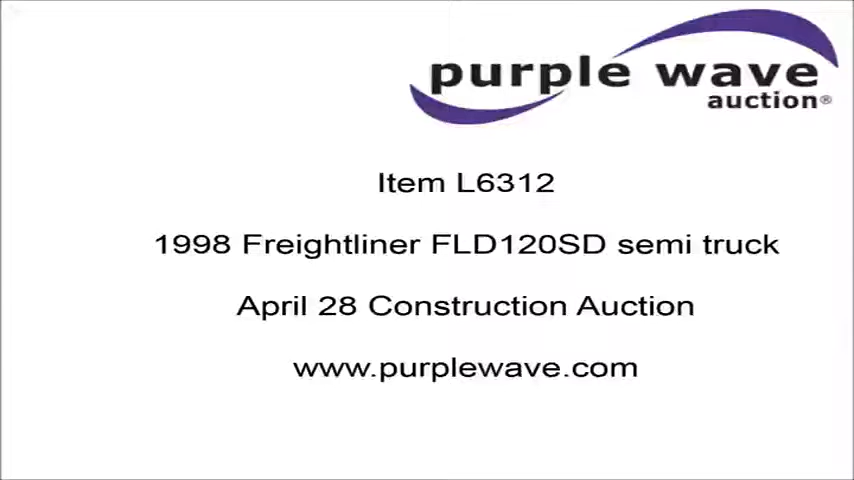 purple wave
auction®
Item L6312
1998 Freightliner FLD120SD semi truck
April 28 Construction Auction
www.purplewave.com